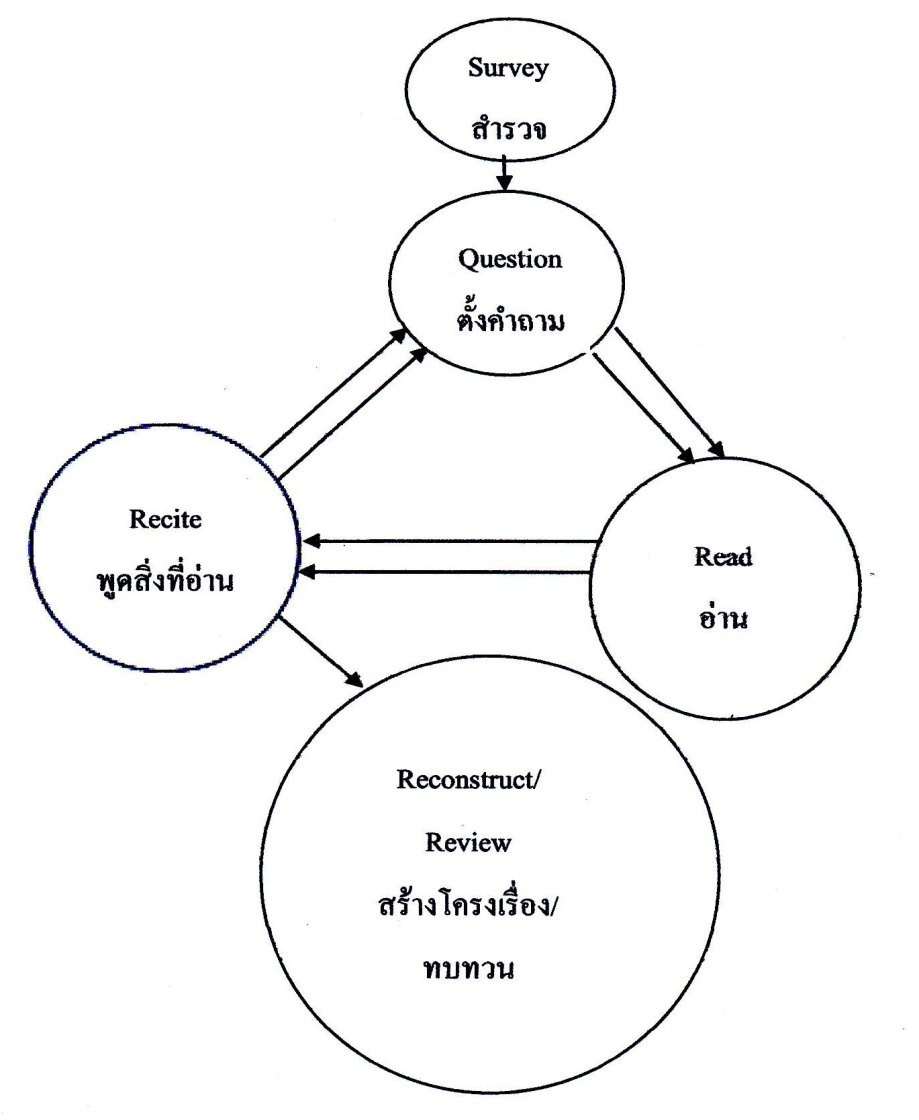 Survey
สำรวจ
Question
ตั้งคำถาม
Recite
พูดสิ่งที่อ่าน
Read
อ่าน
Reconstruct/
Review
สร้างโครงเรื่อง/
ทบทวน